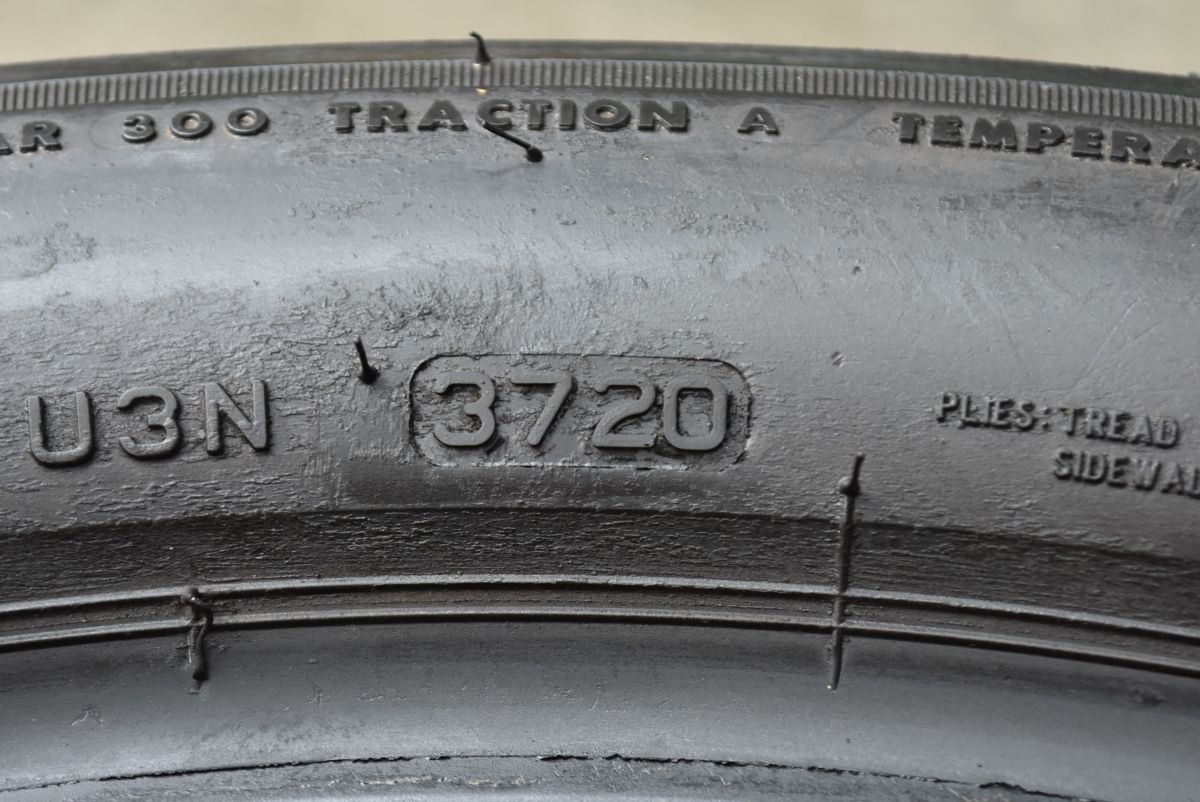 AR 300 TRACTION A TEMPERA
U3N 3720
PLIES: TREAD
SIDEWAL